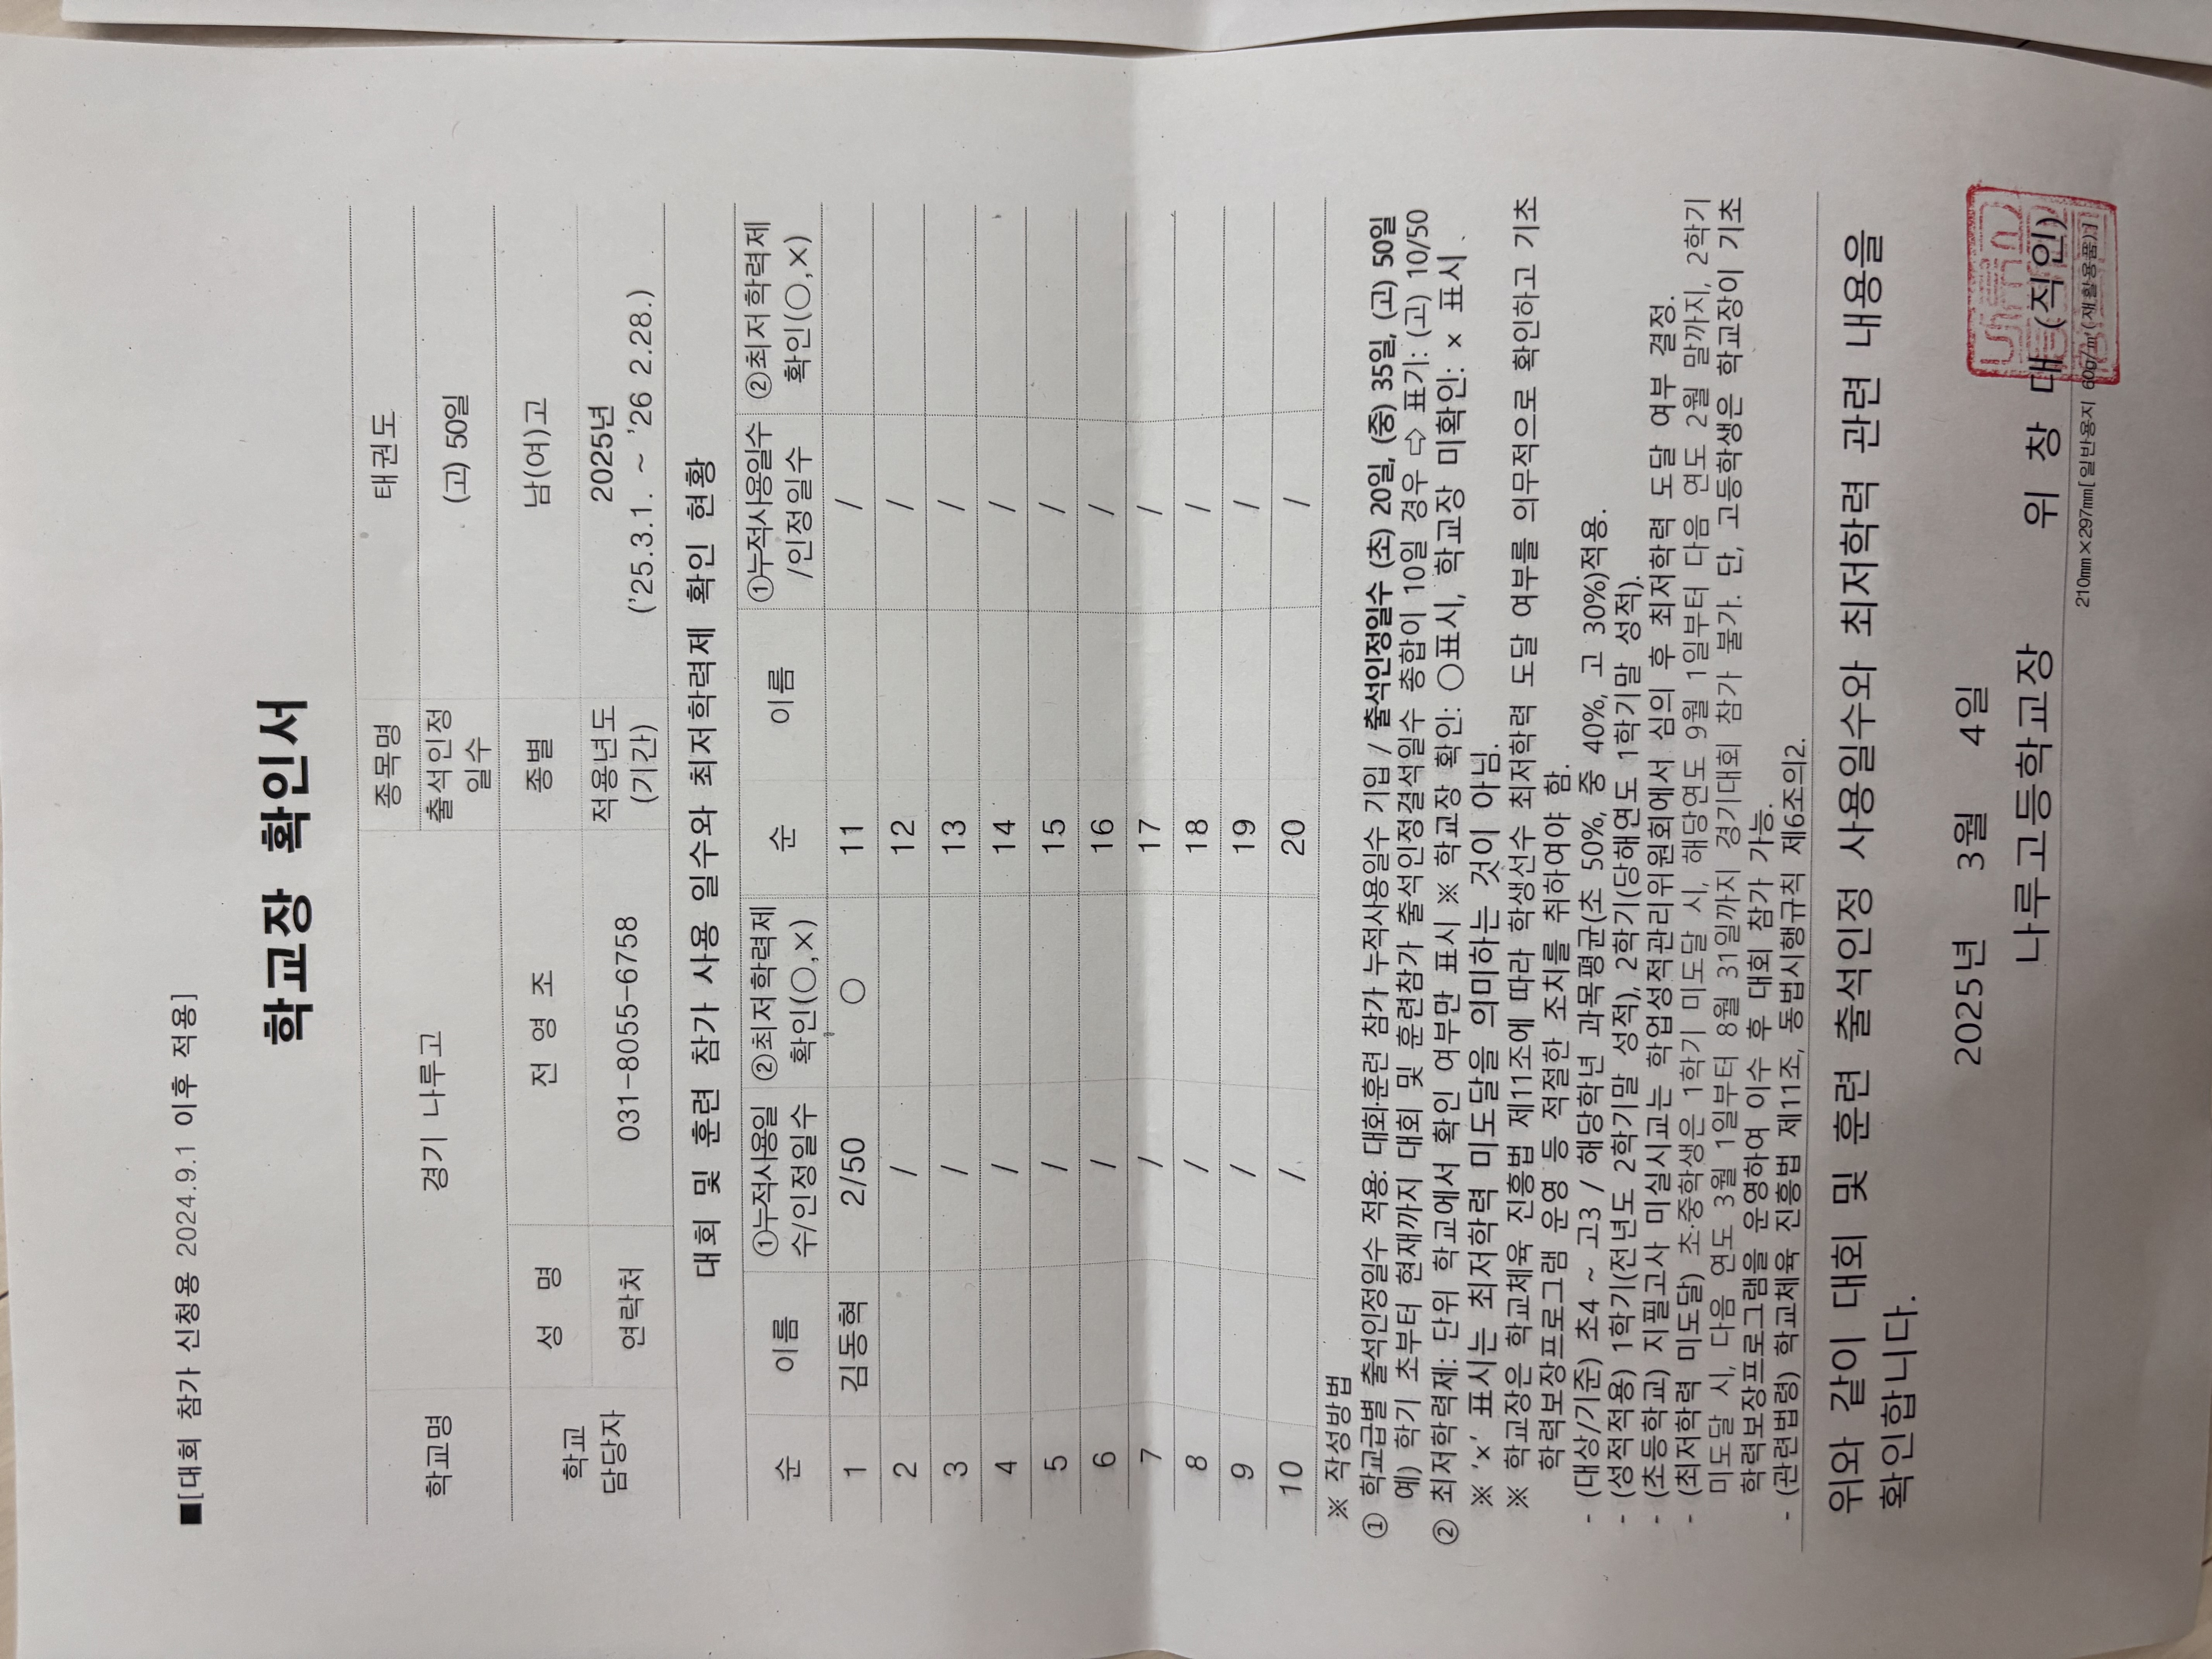 ■[대회 참가 신청용 2024.9.1 이후 적용]
학교장 확인서
학교명 경기 나루고 종목명 태권도
출석인정 일수 (고) 50일
학교 담당자 성 명 전 영 조 종별 남(여)고
연락처 031-8055-6758 적용년도 (기간) 2025년 ('25.3.1. ~ '26 2.28.)
대회 및 훈련 참가 사용 일수와 최저학력제 확인 현황
순 이름 ①누적사용일수/인정일수 ②최저학력제 확인(○,×) 순 이름 ①누적사용일수/인정일수 ②최저학력제 확인(○,×)
1 김동혁 2/50 ○ 11 /
2 / 12 /
3 / 13 /
4 / 14 /
5 / 15 /
6 / 16 /
7 / 17 /
8 / 18 /
9 / 19 /
10 / 20 /
※ 작성방법
① 학교급별 출석인정일수 적용: 대회·훈련 참가 누적사용일수 기입 / 출석인정일수 (초) 20일, (중) 35일, (고) 50일
예) 학기 초부터 현재까지 대회 및 훈련참가 출석인정결석일수 총합이 10일 경우 ⇨ 표기: (고) 10/50
② 최저학력제: 단위 학교에서 확인 여부만 표시 ※ 학교장 확인: ○표시, 학교장 미확인: × 표시
※ '×' 표시는 최저학력 미도달을 의미하는 것이 아님.
※ 학교장은 학교체육 진흥법 제11조에 따라 학생선수 최저학력 도달 여부를 의무적으로 확인하고 기초
학력보장프로그램 운영 등 적절한 조치를 취하여야 함.
- (대상/기준) 초4 ~ 고3 / 해당학년 과목평균(초 50%, 중 40%, 고 30%)적용.
- (성적적용) 1학기(전년도 2학기말 성적), 2학기(당해연도 1학기말 성적).
- (초등학교) 지필고사 미실시교는 학업성적관리위원회에서 심의 후 최저학력 도달 여부 결정.
- (최저학력 미도달) 초·중학생은 1학기 미도달 시, 해당연도 9월 1일부터 다음 연도 2월 말까지, 2학기
미도달 시, 다음 연도 3월 1일부터 8월 31일까지 경기대회 참가 불가. 단, 고등학생은 학교장이 기초
학력보장프로그램을 운영하여 이수 후 대회 참가 가능.
- (관련법령) 학교체육 진흥법 제11조, 동법시행규칙 제6조의2.
위와 같이 대회 및 훈련 출석인정 사용일수와 최저학력 관련 내용을
확인합니다.
2025년 3월 4일
나루고등학교장 위 창 대 (직인)
210㎜×297㎜[일반용지 60g/㎡(재활용품)]